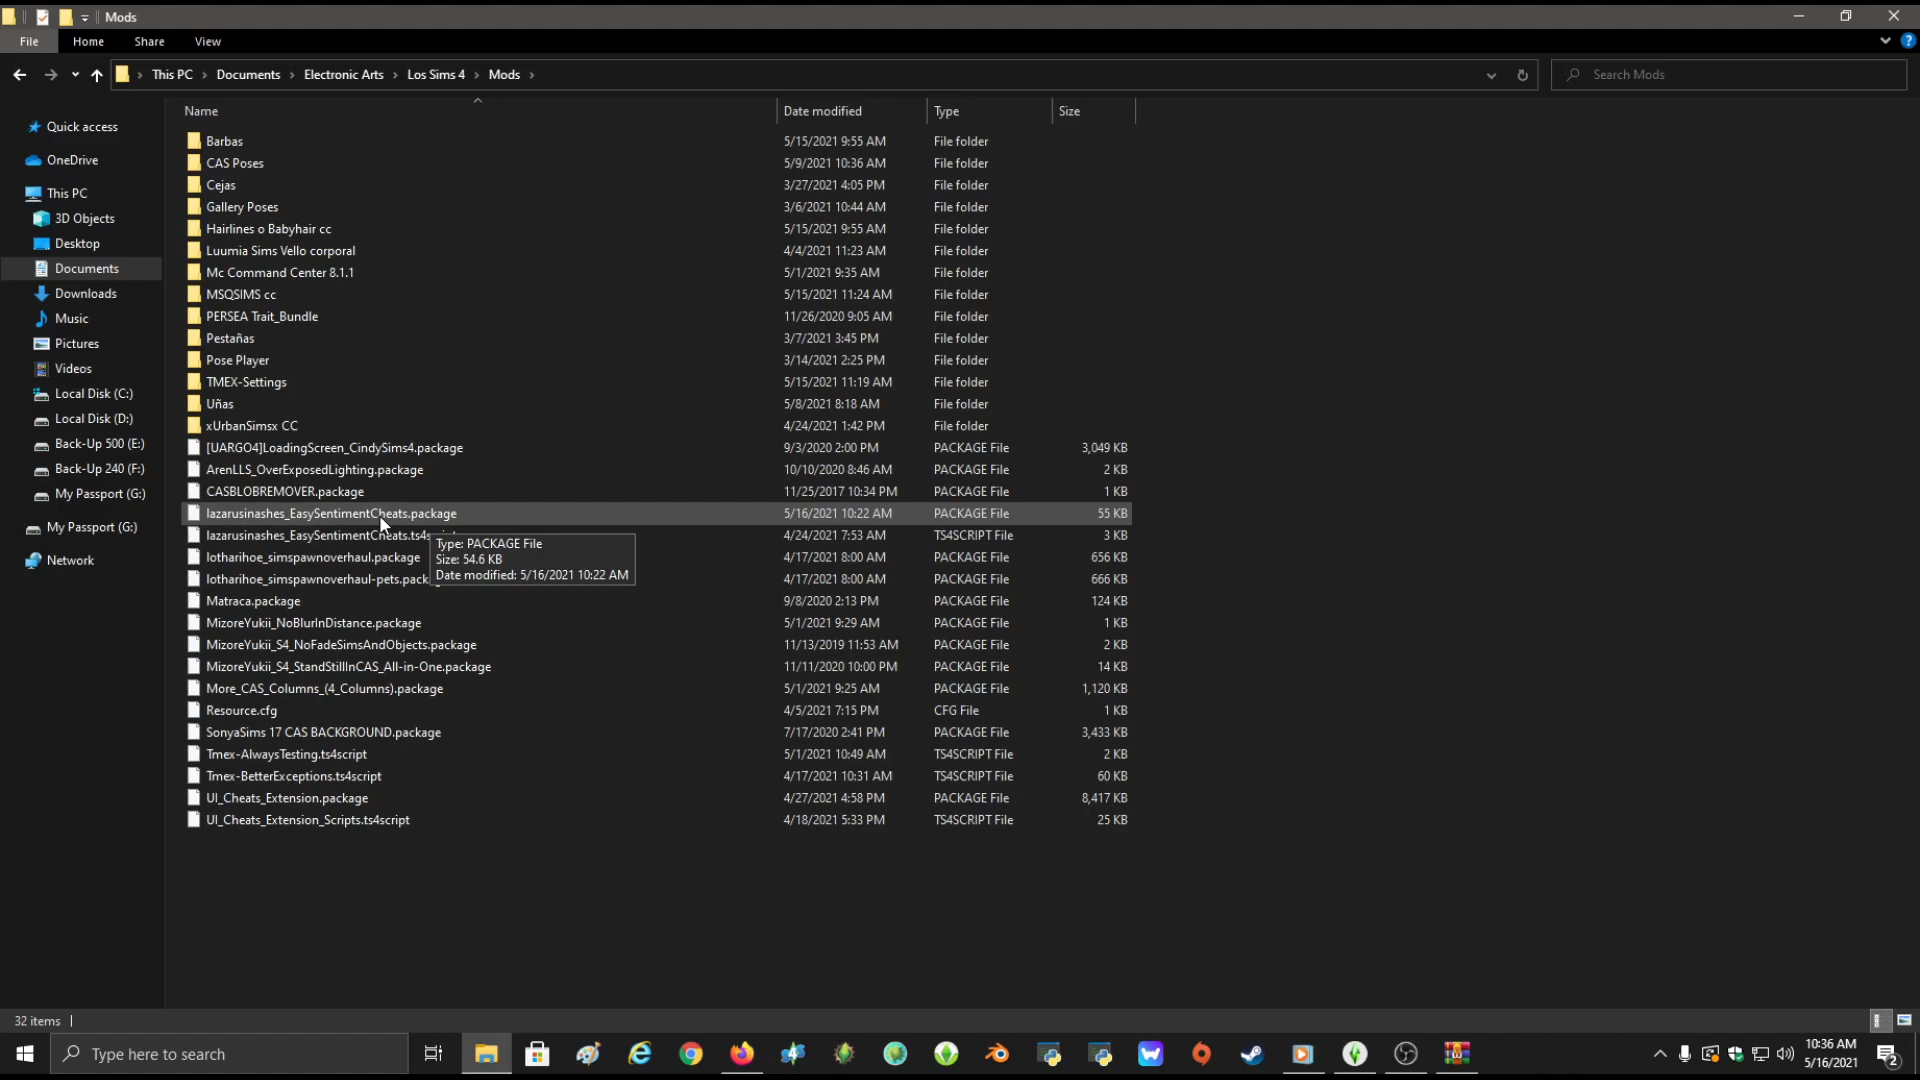 Mods
File Home Share View
This PC > Documents > Electronic Arts > Los Sims 4 > Mods >
Search Mods
Quick access
OneDrive
This PC
3D Objects
Desktop
Documents
Downloads
Music
Pictures
Videos
Local Disk (C:)
Local Disk (D:)
Back-Up 500 (E:)
Back-Up 240 (F:)
My Passport (G:)
My Passport (G:)
Network
Name Date modified Type Size
Barbas 5/15/2021 9:55 AM File folder
CAS Poses 5/9/2021 10:36 AM File folder
Cejas 3/27/2021 4:05 PM File folder
Gallery Poses 3/6/2021 10:44 AM File folder
Hairlines o Babyhair cc 5/15/2021 9:55 AM File folder
Luumia Sims Vello corporal 4/4/2021 11:23 AM File folder
Mc Command Center 8.1.1 5/1/2021 9:35 AM File folder
MSQSIMS cc 5/15/2021 11:24 AM File folder
PERSEA Trait_Bundle 11/26/2020 9:05 AM File folder
Pestañas 3/7/2021 3:45 PM File folder
Pose Player 3/14/2021 2:25 PM File folder
TMEX-Settings 5/15/2021 11:19 AM File folder
Uñas 5/8/2021 8:18 AM File folder
xUrbanSimsx CC 4/24/2021 1:42 PM File folder
[UARGO4]LoadingScreen_CindySims4.package 9/3/2020 2:00 PM PACKAGE File 3,049 KB
ArenLLS_OverExposedLighting.package 10/10/2020 8:46 AM PACKAGE File 2 KB
CASBLOBREMOVER.package 11/25/2017 10:34 PM PACKAGE File 1 KB
lazarusinashes_EasySentimentCheats.package 5/16/2021 10:22 AM PACKAGE File 55 KB
lazarusinashes_EasySentimentCheats.ts4script 4/24/2021 7:53 AM TS4SCRIPT File 3 KB
lotharihoe_simspawnoverhaul.package 4/17/2021 8:00 AM PACKAGE File 656 KB
lotharihoe_simspawnoverhaul-pets.pack 4/17/2021 8:00 AM PACKAGE File 666 KB
Matraca.package 9/8/2020 2:13 PM PACKAGE File 124 KB
MizoreYukii_NoBlurInDistance.package 5/1/2021 9:29 AM PACKAGE File 1 KB
MizoreYukii_S4_NoFadeSimsAndObjects.package 11/13/2019 11:53 AM PACKAGE File 2 KB
MizoreYukii_S4_StandStillInCAS_All-in-One.package 11/11/2020 10:00 PM PACKAGE File 14 KB
More_CAS_Columns_(4_Columns).package 5/1/2021 9:25 AM PACKAGE File 1,120 KB
Resource.cfg 4/5/2021 7:15 PM CFG File 1 KB
SonyaSims 17 CAS BACKGROUND.package 7/17/2020 2:41 PM PACKAGE File 3,433 KB
Tmex-AlwaysTesting.ts4script 5/1/2021 10:49 AM TS4SCRIPT File 2 KB
Tmex-BetterExceptions.ts4script 4/17/2021 10:31 AM TS4SCRIPT File 60 KB
UI_Cheats_Extension.package 4/27/2021 4:58 PM PACKAGE File 8,417 KB
UI_Cheats_Extension_Scripts.ts4script 4/18/2021 5:33 PM TS4SCRIPT File 25 KB
Type: PACKAGE File
Size: 54.6 KB
Date modified: 5/16/2021 10:22 AM
32 items
Type here to search
10:36 AM
5/16/2021
2